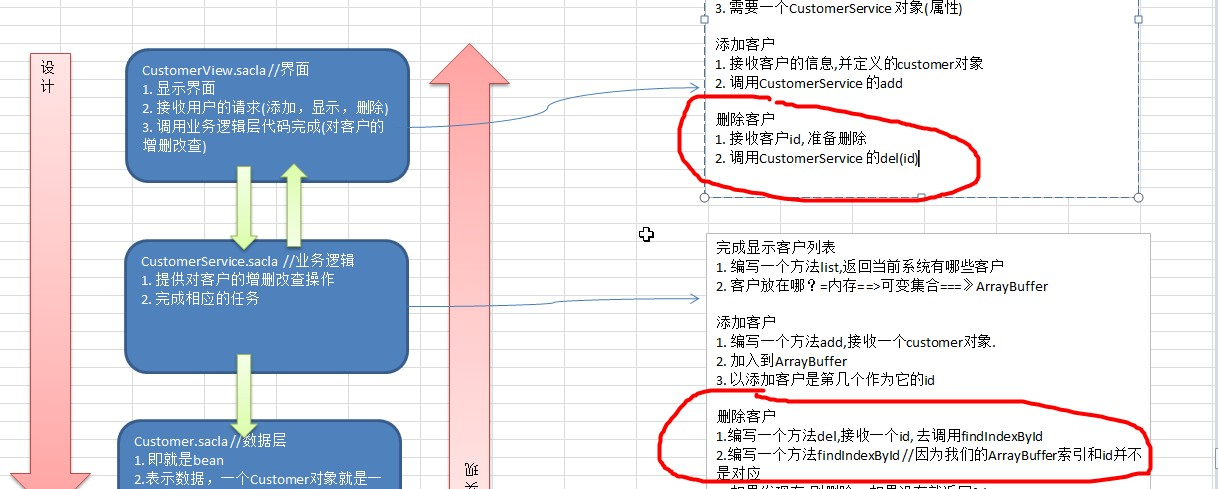 设
计
CustomerView.sacla //界面
1. 显示界面
2. 接收用户的请求(添加，显示，删除)
3. 调用业务逻辑层代码完成(对客户的
增删改查)
CustomerService.sacla //业务逻辑
1. 提供对客户的增删改查操作
2. 完成相应的任务
Customer.sacla //数据层
1. 即就是bean
2.表示数据，一个Customer对象就是一
现
3. 需要一个CustomerService 对象(属性)
添加客户
1. 接收客户的信息,并定义的customer对象
2. 调用CustomerService 的add
删除客户
1. 接收客户id, 准备删除
2. 调用CustomerService 的del(id)
完成显示客户列表
1. 编写一个方法list,返回当前系统有哪些客户
2. 客户放在哪？=内存==>可变集合===》ArrayBuffer
添加客户
1. 编写一个方法add,接收一个customer对象.
2. 加入到ArrayBuffer
3. 以添加客户是第几个作为它的id
删除客户
1.编写一个方法del,接收一个id, 去调用findIndexById
2.编写一个方法findIndexById //因为我们的ArrayBuffer索引和id并不
是对应